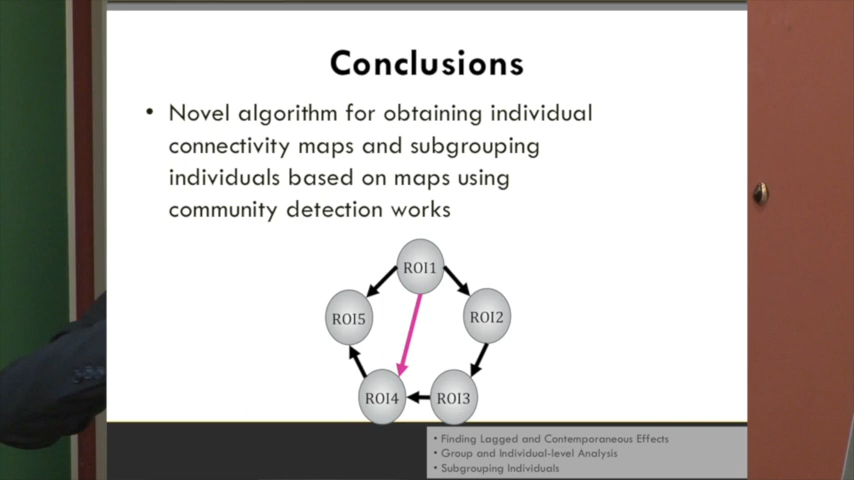 Conclusions
• Novel algorithm for obtaining individual
connectivity maps and subgrouping
individuals based on maps using
community detection works
ROI1
ROI5
ROI2
ROI4
ROI3
• Finding Lagged and Contemporaneous Effects
• Group and Individual-level Analysis
• Subgrouping Individuals